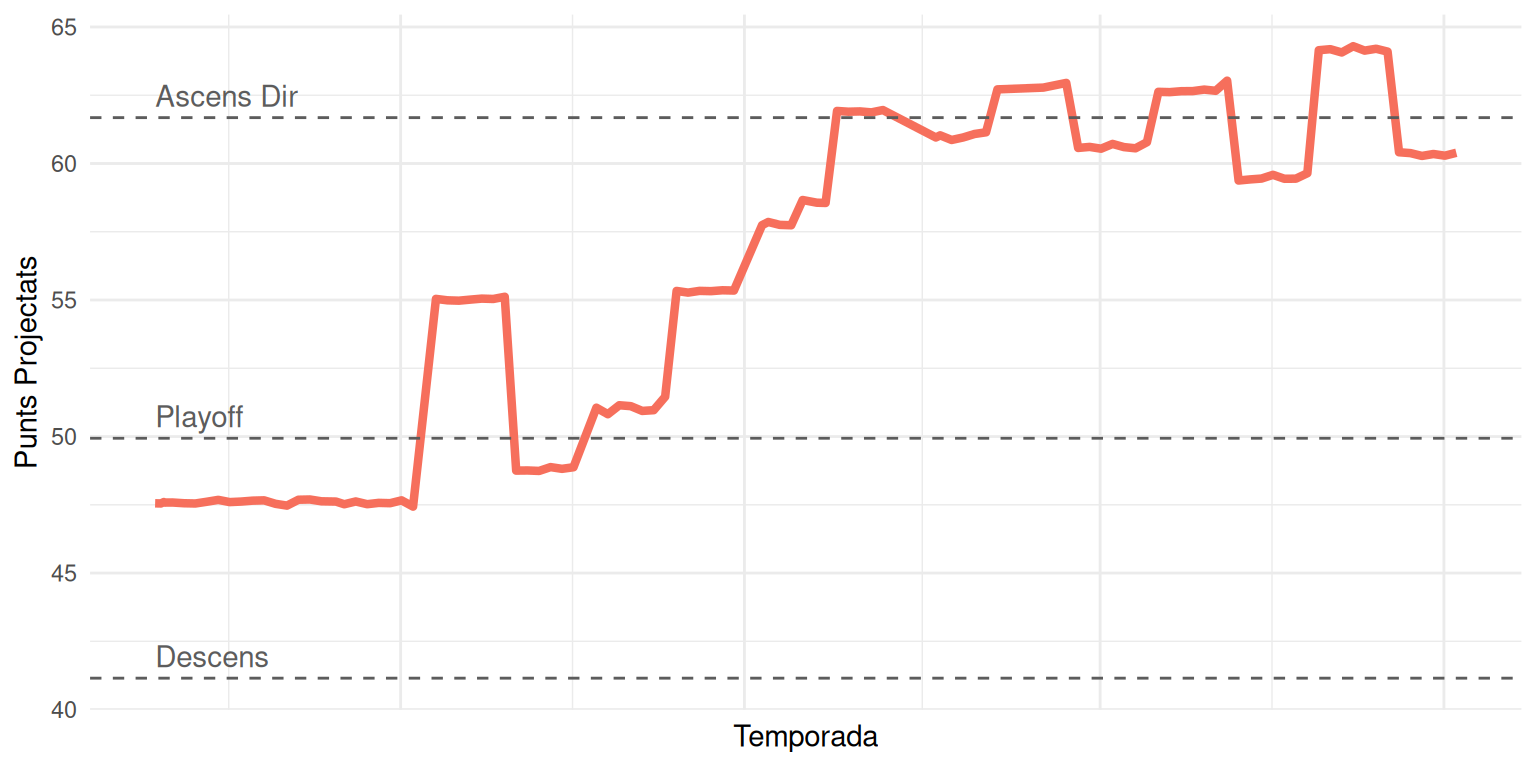 65
Ascens Dir
60
55
Playoff
50
45
Descens
40
Punts Projectats
Temporada